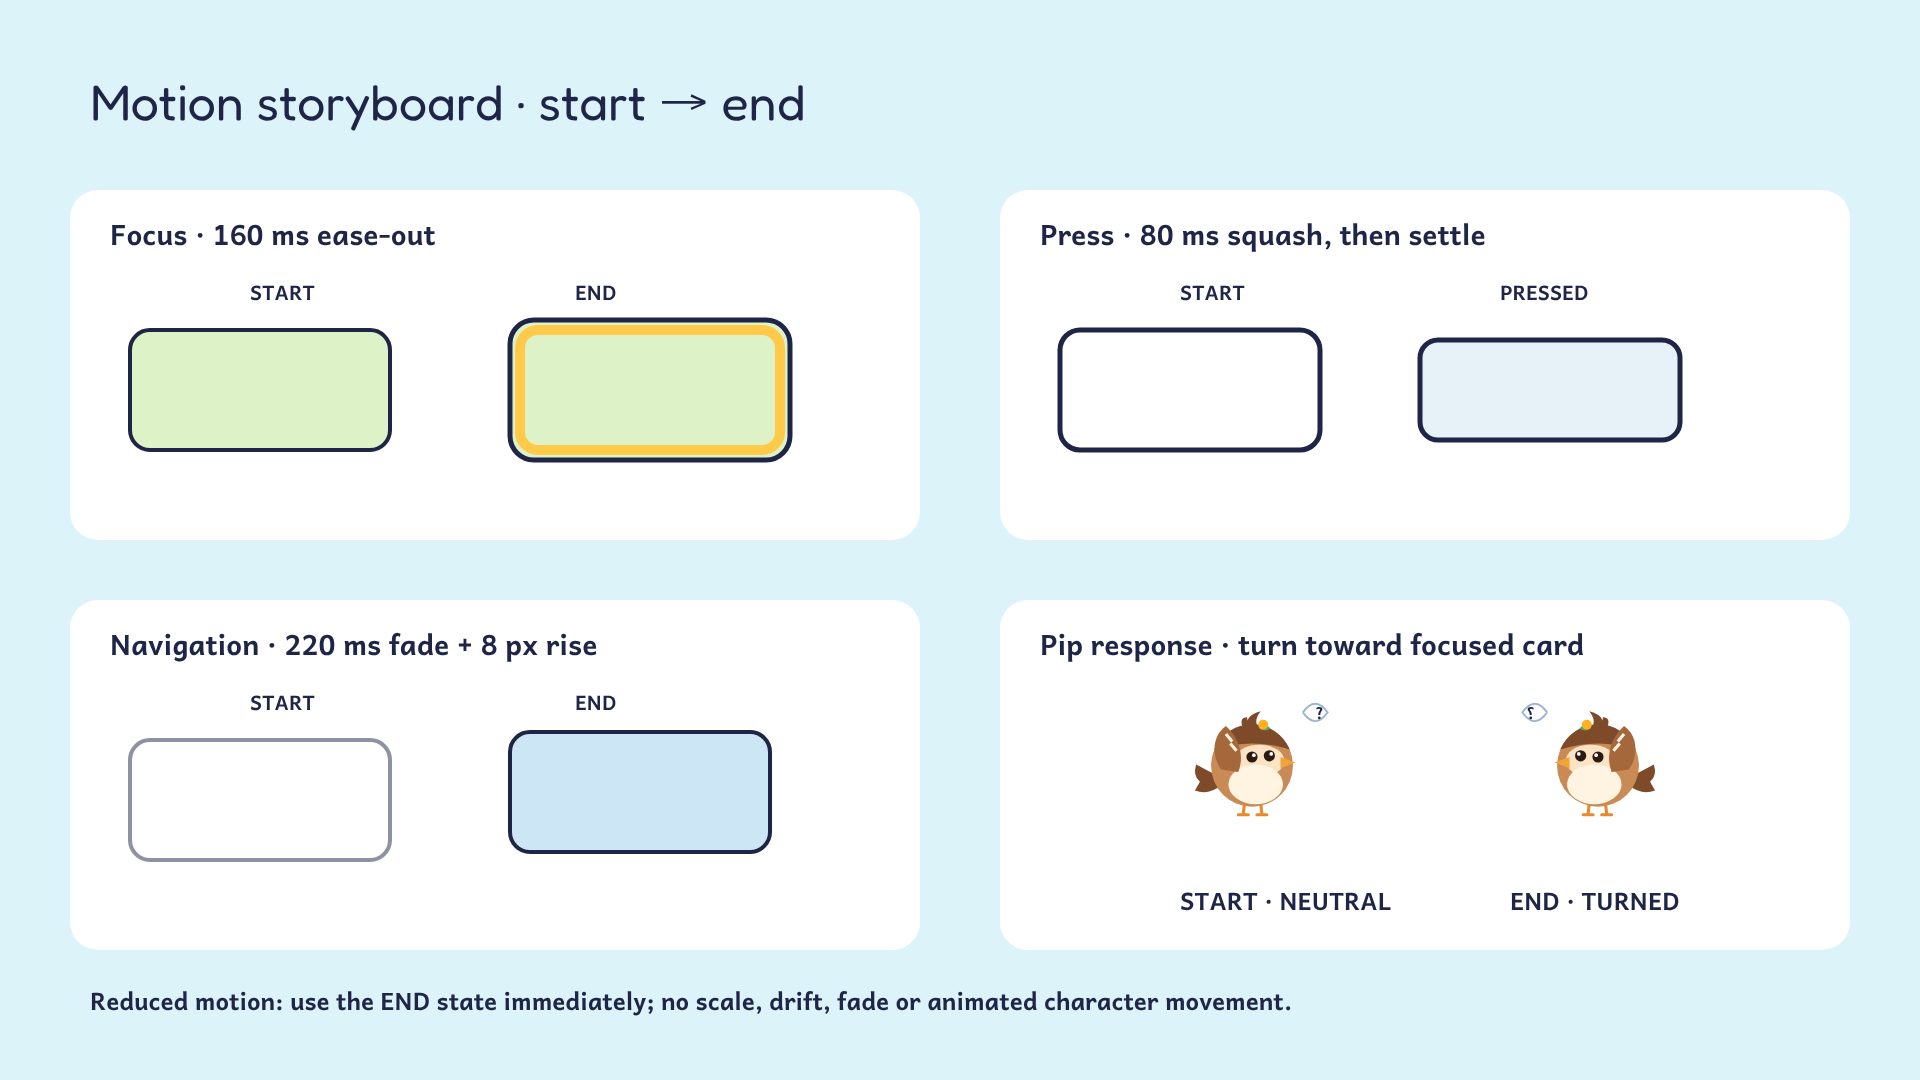 Motion storyboard · start → end
Focus · 160 ms ease-out
START
END
Press · 80 ms squash, then settle
START
PRESSED
Navigation · 220 ms fade + 8 px rise
START
END
Pip response · turn toward focused card
?
?
START · NEUTRAL
END · TURNED
Reduced motion: use the END state immediately; no scale, drift, fade or animated character movement.